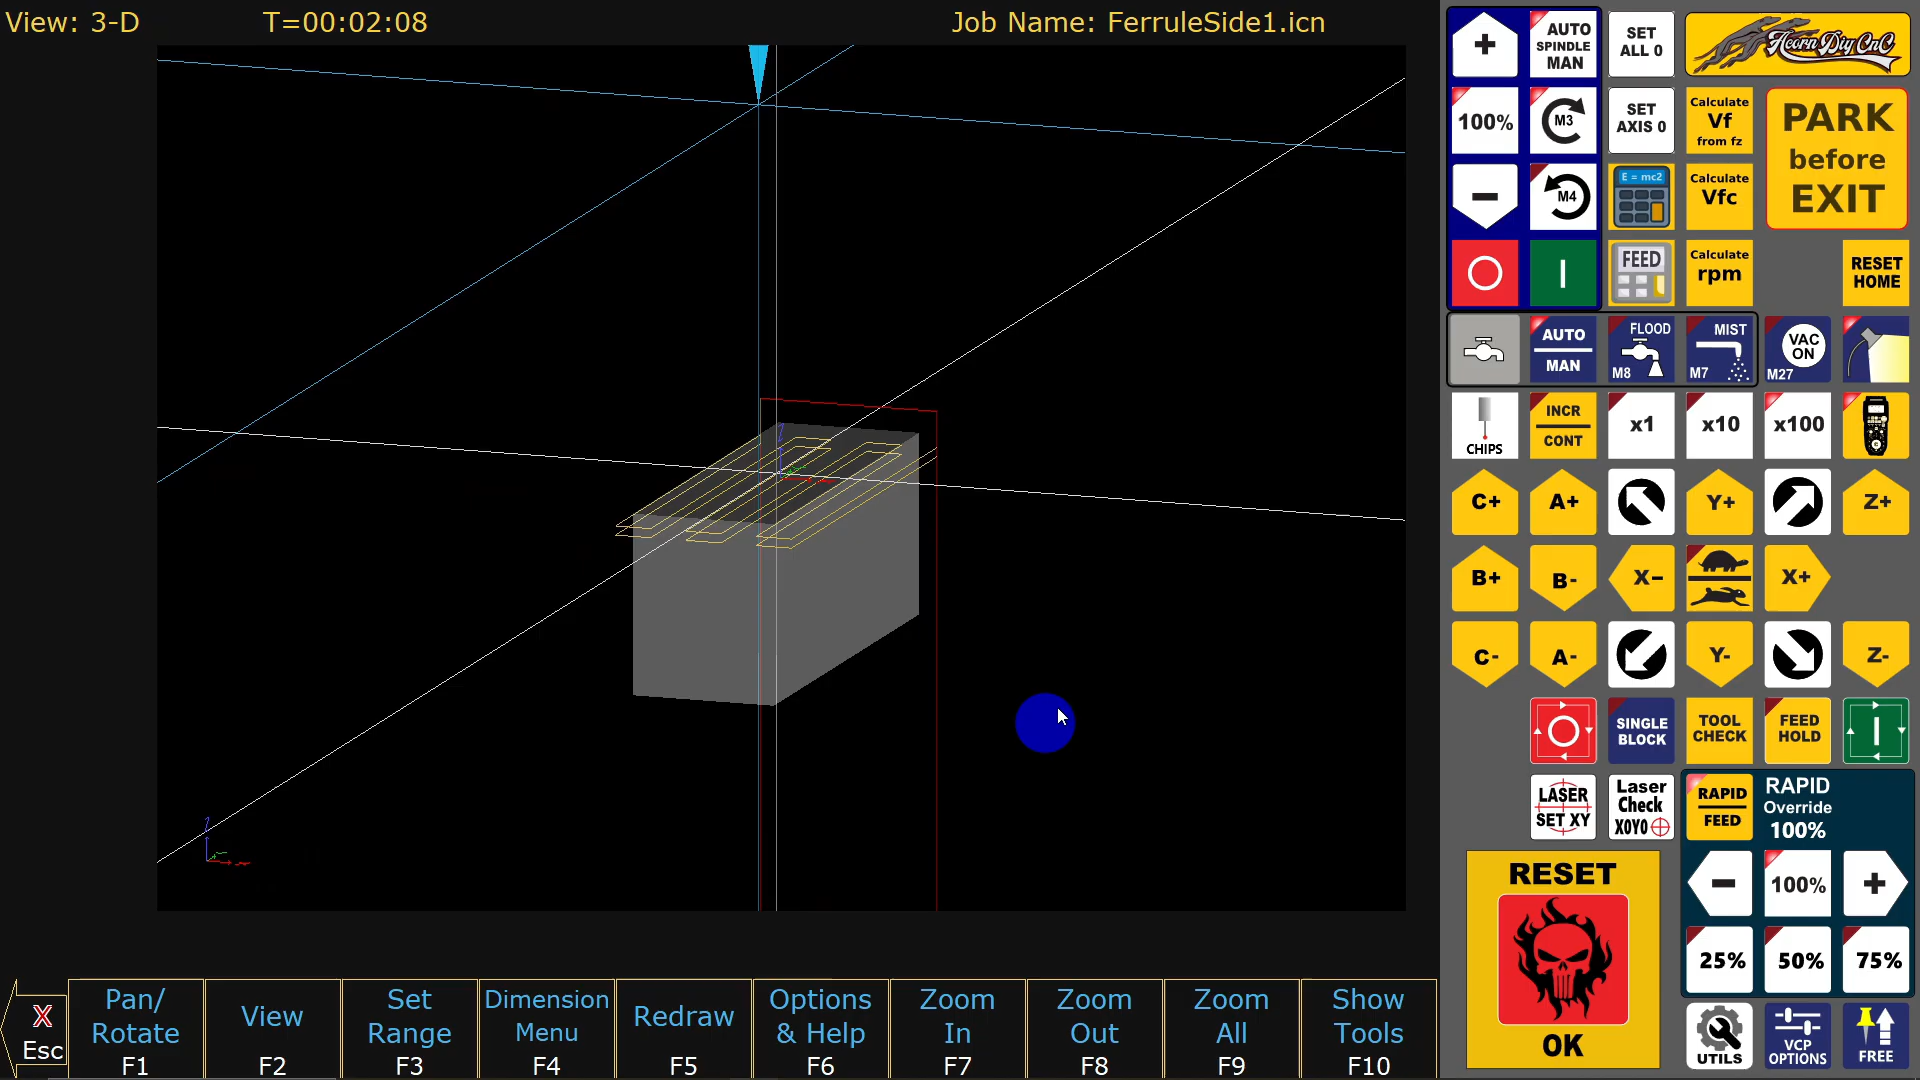 View: 3-D
T=00:02:08
Job Name: FerruleSide1.icn
+
AUTO
SPINDLE
MAN
SET
ALL 0
Acorn Diy CnC
100%
M3
SET
AXIS 0
Calculate
Vf
from fz
PARK
before
EXIT
M4
E = mc2
Calculate
Vfc
FEED
Calculate
rpm
RESET
HOME
AUTO
MAN
FLOOD
M8
MIST
M7
VAC
ON
M27
CHIPS
INCR
CONT
x1
x10
x100
C+
A+
Y+
Z+
B+
B-
X-
X+
C-
A-
Y-
Z-
SINGLE
BLOCK
TOOL
CHECK
FEED
HOLD
LASER
SET XY
Laser
Check
X0Y0
RAPID
FEED
RAPID
Override
100%
RESET
OK
100%
+
25%
50%
75%
UTILS
VCP
OPTIONS
FREE
X
Esc
Pan/
Rotate
F1
View
F2
Set
Range
F3
Dimension
Menu
F4
Redraw
F5
Options
& Help
F6
Zoom
In
F7
Zoom
Out
F8
Zoom
All
F9
Show
Tools
F10